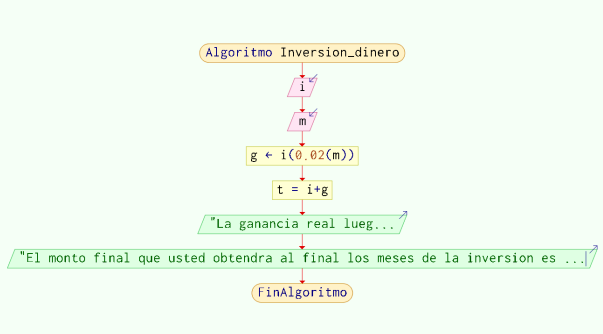 Algoritmo Inversion_dinero
i
m
g ← i(0.02(m))
t = i+g
"La ganancia real lueg...
"El monto final que usted obtendra al final los meses de la inversion es ...
FinAlgoritmo